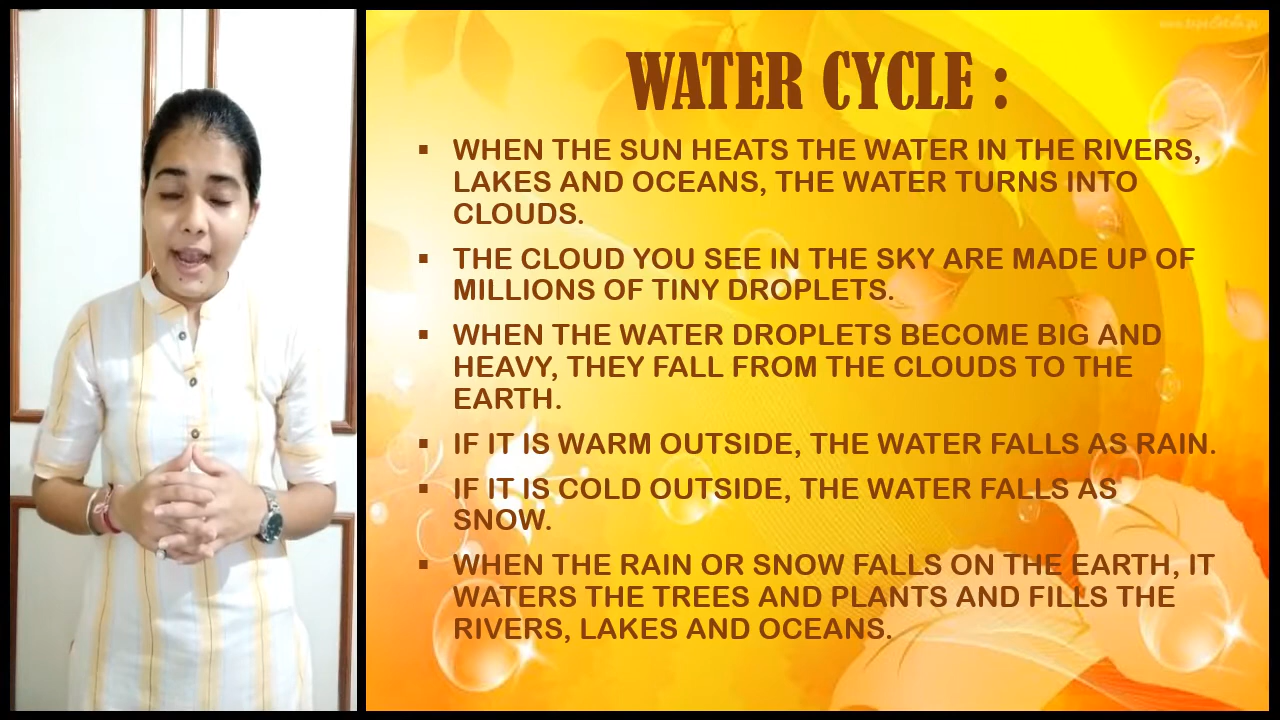 WATER CYCLE :
▪ WHEN THE SUN HEATS THE WATER IN THE RIVERS,
LAKES AND OCEANS, THE WATER TURNS INTO
CLOUDS.
▪ THE CLOUD YOU SEE IN THE SKY ARE MADE UP OF
MILLIONS OF TINY DROPLETS.
▪ WHEN THE WATER DROPLETS BECOME BIG AND
HEAVY, THEY FALL FROM THE CLOUDS TO THE
EARTH.
▪ IF IT IS WARM OUTSIDE, THE WATER FALLS AS RAIN.
▪ IF IT IS COLD OUTSIDE, THE WATER FALLS AS
SNOW.
▪ WHEN THE RAIN OR SNOW FALLS ON THE EARTH, IT
WATERS THE TREES AND PLANTS AND FILLS THE
RIVERS, LAKES AND OCEANS.